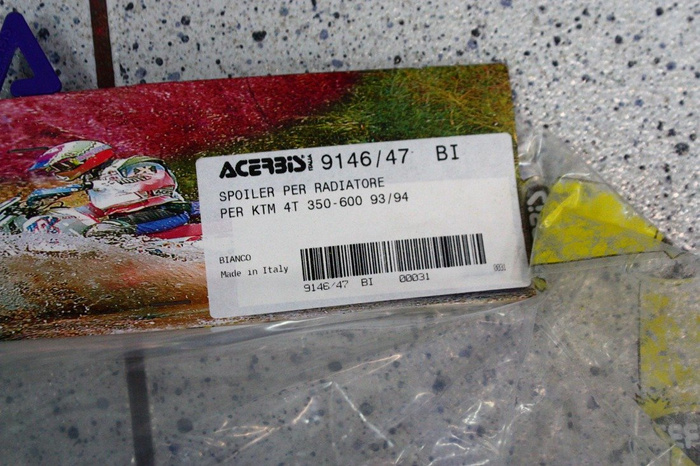 ACERBIS 9146/47 BI
SPOILER PER RADIATORE
PER KTM 4T 350-600 93/94
BIANCO
Made in Italy
9146/47 BI 00031